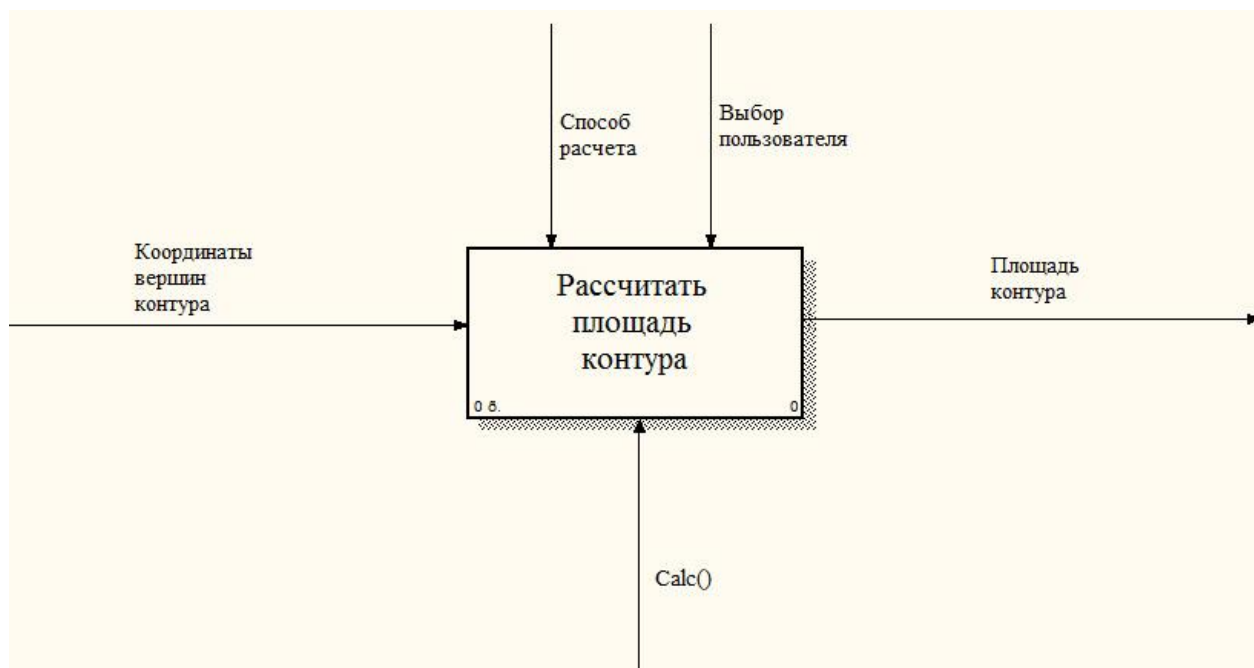 Способ
расчета
Выбор
пользователя
Координаты
вершин
контура
Рассчитать
площадь
контура
0 р.
0
Площадь
контура
Calc()